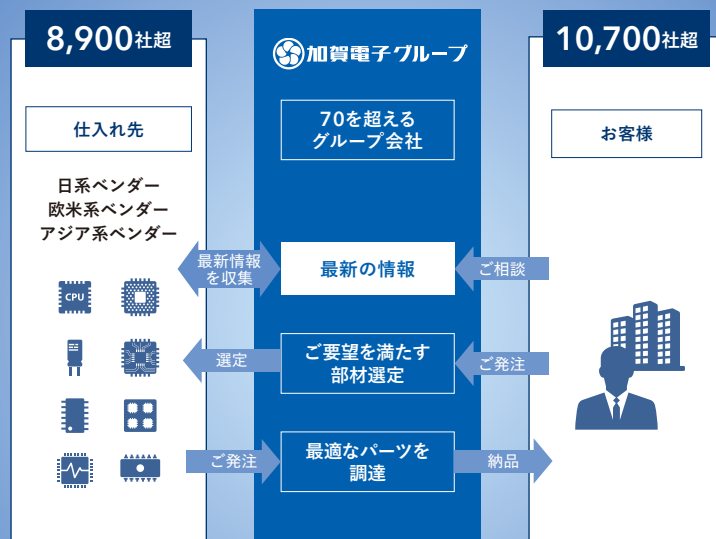 8,900社超
仕入れ先
日系ベンダー
欧米系ベンダー
アジア系ベンダー
CPU
加賀電子グループ
70を超える
グループ会社
最新情報
を収集
最新の情報
ご相談
選定
ご要望を満たす
部材選定
ご発注
ご発注
最適なパーツを
調達
納品
10,700社超
お客様